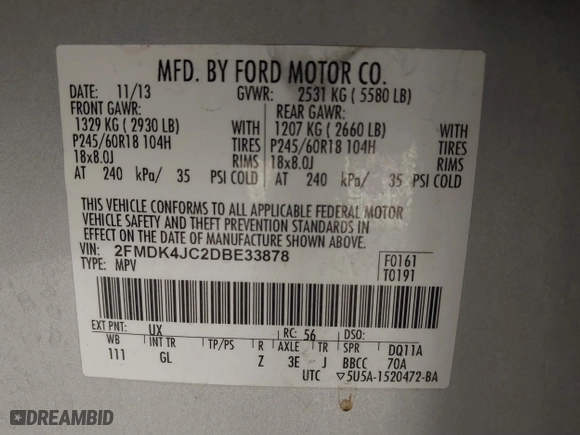 MFD. BY FORD MOTOR CO.
DATE: 11/13 GVWR: 2531 KG ( 5580 LB)
FRONT GAWR: REAR GAWR:
1329 KG ( 2930 LB) WITH 1207 KG ( 2660 LB) WITH
P245/60R18 104H TIRES P245/60R18 104H TIRES
18x8.0J RIMS 18x8.0J RIMS
AT 240 kPa/ 35 PSI COLD AT 240 kPa/ 35 PSI COLD
THIS VEHICLE CONFORMS TO ALL APPLICABLE FEDERAL MOTOR
VEHICLE SAFETY AND THEFT PREVENTION STANDARDS IN
EFFECT ON THE DATE OF MANUFACTURE SHOWN ABOVE.
VIN: 2FMDK4JC2DBE33878 F0161
TYPE: MPV T0191
EXT PNT: UX RC: 56 DSO:
WB INT TR TP/PS R AXLE TR SPR DQ11A
111 GL Z 3E J BBCC 70A
UTC ▽5U5A-1520472-BA
DREAMBID